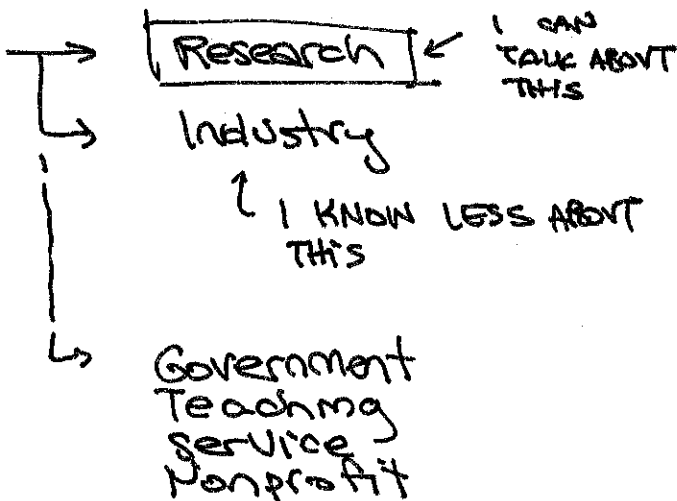 Research
I CAN
TALK ABOUT
THIS
Industry
I KNOW LESS ABOUT
THIS
Government
Teaching
Service
Nonprofit